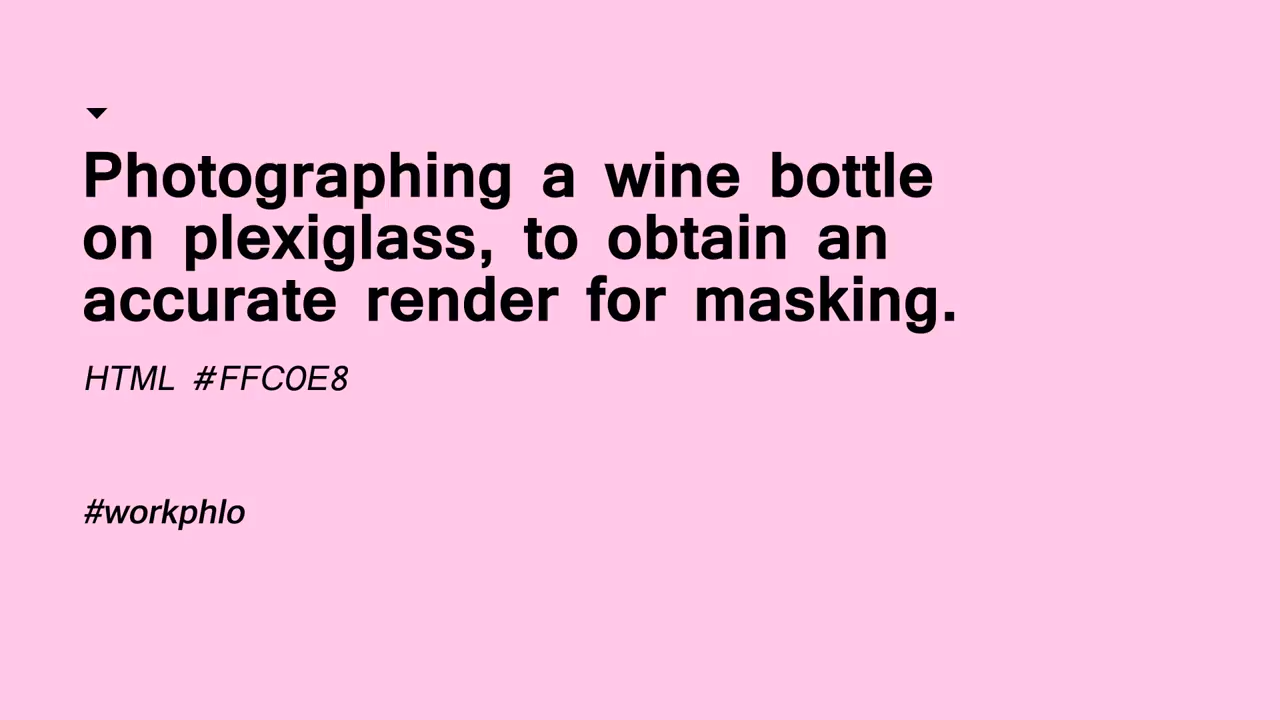 Photographing a wine bottle
on plexiglass, to obtain an
accurate render for masking.
HTML #FFC0E8
#workphlo